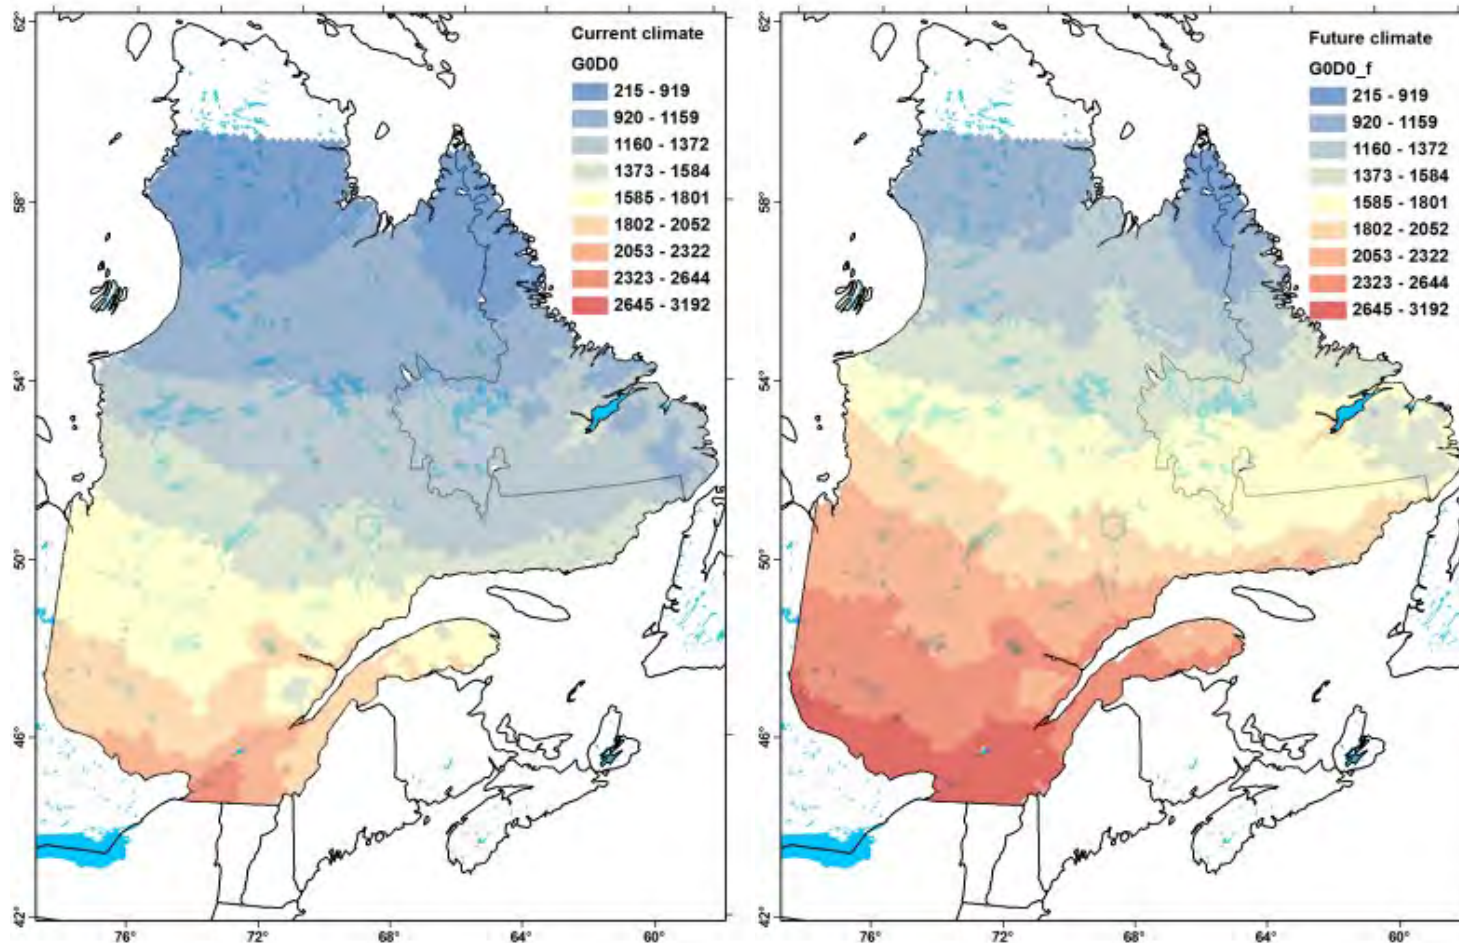 Current climate
G0D0
215 - 919
920 - 1159
1160 - 1372
1373 - 1584
1585 - 1801
1802 - 2052
2053 - 2322
2323 - 2644
2645 - 3192
62°
58°
54°
50°
46°
42°
76°
72°
68°
64°
60°
Future climate
G0D0_f
215 - 919
920 - 1159
1160 - 1372
1373 - 1584
1585 - 1801
1802 - 2052
2053 - 2322
2323 - 2644
2645 - 3192
62°
58°
54°
50°
46°
42°
76°
72°
68°
64°
60°